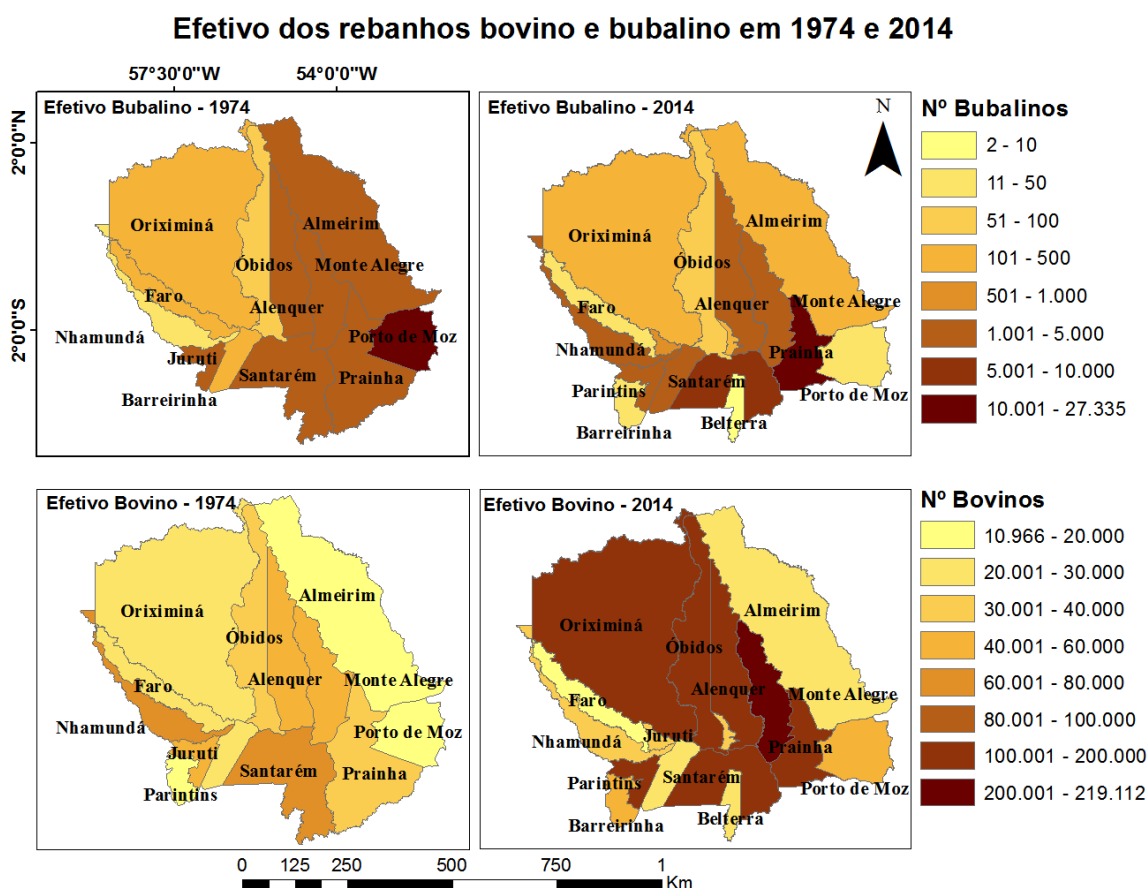 Efetivo dos rebanhos bovino e bubalino em 1974 e 2014
57°30'0"W
54°0'0"W
2°0'0"N
2°0'0"S
Efetivo Bubalino - 1974
Oriximiná
Almeirim
Óbidos
Monte Alegre
Faro
Alenquer
Nhamundá
Porto de Moz
Juruti
Santarém
Prainha
Barreirinha
Efetivo Bubalino - 2014
N
Almeirim
Oriximiná
Óbidos
Alenquer
Monte Alegre
Faro
Nhamundá
Prainha
Santarém
Parintins
Porto de Moz
Belterra
Barreirinha
Nº Bubalinos
2 - 10
11 - 50
51 - 100
101 - 500
501 - 1.000
1.001 - 5.000
5.001 - 10.000
10.001 - 27.335
Efetivo Bovino - 1974
Almeirim
Oriximiná
Óbidos
Alenquer
Monte Alegre
Faro
Nhamundá
Porto de Moz
Juruti
Santarém
Prainha
Parintins
Efetivo Bovino - 2014
Almeirim
Oriximiná
Óbidos
Alenquer
Monte Alegre
Faro
Nhamundá
Juruti
Prainha
Santarém
Parintins
Porto de Moz
Barreirinha
Belterra
Nº Bovinos
10.966 - 20.000
20.001 - 30.000
30.001 - 40.000
40.001 - 60.000
60.001 - 80.000
80.001 - 100.000
100.001 - 200.000
200.001 - 219.112
0 125 250 500 750 1
Km